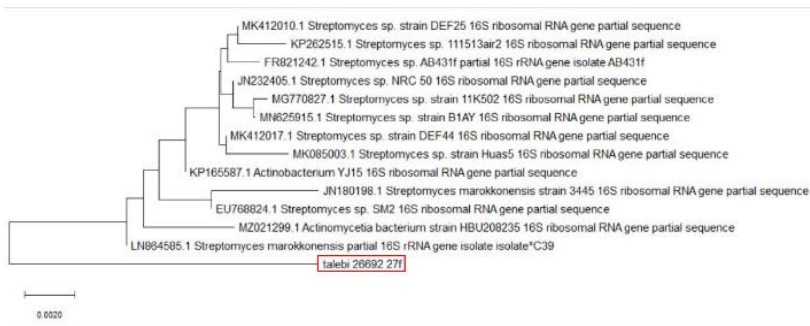 MK412010.1 Streptomyces sp. strain DEF25 16S ribosomal RNA gene partial sequence
KP262515.1 Streptomyces sp. 111513air2 16S ribosomal RNA gene partial sequence
FR821242.1 Streptomyces sp. AB431f partial 16S rRNA gene isolate AB431f
JN232405.1 Streptomyces sp. NRC 50 16S ribosomal RNA gene partial sequence
MG770827.1 Streptomyces sp. strain 11K502 16S ribosomal RNA gene partial sequence
MN625915.1 Streptomyces sp. strain B1AY 16S ribosomal RNA gene partial sequence
MK412017.1 Streptomyces sp. strain DEF44 16S ribosomal RNA gene partial sequence
MK085003.1 Streptomyces sp. strain Huas5 16S ribosomal RNA gene partial sequence
KP165587.1 Actinobacterium YJ15 16S ribosomal RNA gene partial sequence
JN180198.1 Streptomyces marokkonensis strain 3445 16S ribosomal RNA gene partial sequence
EU768824.1 Streptomyces sp. SM2 16S ribosomal RNA gene partial sequence
MZ021299.1 Actinomycetia bacterium strain HBU208235 16S ribosomal RNA gene partial sequence
LN864585.1 Streptomyces marokkonensis partial 16S rRNA gene isolate isolate*C39
talebi 26692 27f
0.0020